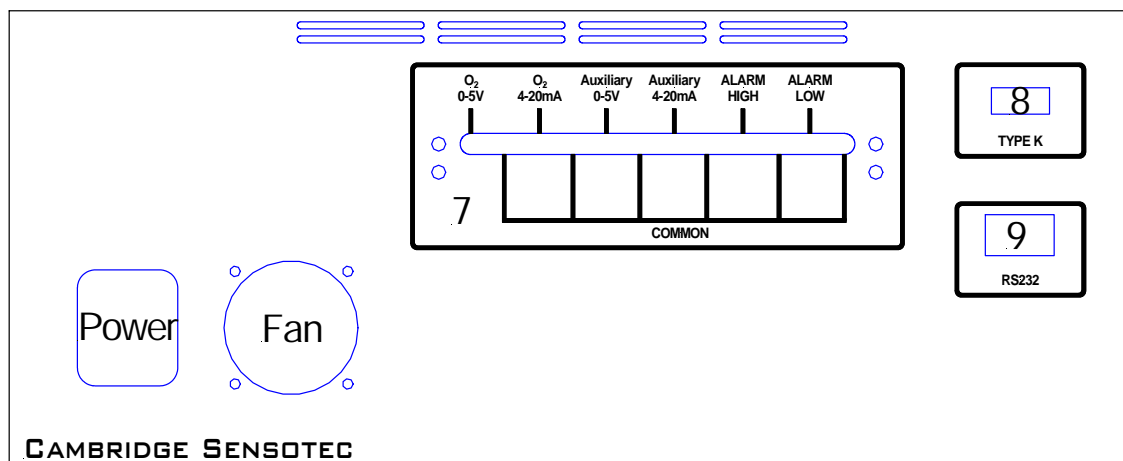 O₂ O₂ Auxiliary Auxiliary ALARM ALARM
0-5V 4-20mA 0-5V 4-20mA HIGH LOW
8
TYPE K
7
COMMON
9
RS232
Power Fan
CAMBRIDGE SENSOTEC